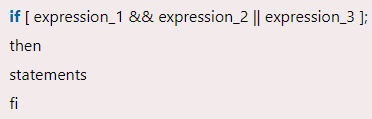 if [ expression_1 && expression_2 || expression_3 ];
then
statements
fi